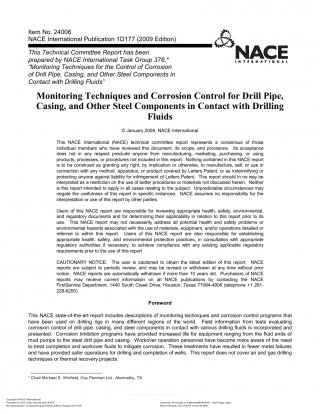 Item No. 24006
NACE International Publication 1D177 (2009 Edition)
This Technical Committee Report has been
prepared by NACE International Task Group 376,*
"Monitoring Techniques for the Control of Corrosion
of Drill Pipe, Casing, and Other Steel Components in
Contact with Drilling Fluids"
NACE
INTERNATIONAL
Monitoring Techniques and Corrosion Control for Drill Pipe,
Casing, and Other Steel Components in Contact with Drilling
Fluids
© January 2009, NACE International
This NACE International (NACE) technical committee report represents a consensus of those
individual members who have reviewed this document, its scope, and provisions. Its acceptance
does not in any respect preclude anyone from manufacturing, marketing, purchasing, or using
products, processes, or procedures not included in this report. Nothing contained in this NACE report
is to be construed as granting any right, by implication or otherwise, to manufacture, sell, or use in
connection with any method, apparatus, or product covered by Letters Patent, or as indemnifying or
protecting anyone against liability for infringement of Letters Patent. This report should in no way be
interpreted as a restriction on the use of better procedures or materials not discussed herein. Neither
is this report intended to apply in all cases relating to the subject. Unpredictable circumstances may
negate the usefulness of this report in specific instances. NACE assumes no responsibility for the
interpretation or use of this report by other parties.
Users of this NACE report are responsible for reviewing appropriate health, safety, environmental,
and regulatory documents and for determining their applicability in relation to this report prior to its
use. This NACE report may not necessarily address all potential health and safety problems or
environmental hazards associated with the use of materials, equipment, and/or operations detailed or
referred to within this report. Users of this NACE report are also responsible for establishing
appropriate health, safety, and environmental protection practices, in consultation with appropriate
regulatory authorities if necessary, to achieve compliance with any existing applicable regulatory
requirements prior to the use of this report.
CAUTIONARY NOTICE: The user is cautioned to obtain the latest edition of this report. NACE
reports are subject to periodic review, and may be revised or withdrawn at any time without prior
notice. NACE reports are automatically withdrawn if more than 10 years old. Purchasers of NACE
reports may receive current information on all NACE publications by contacting the NACE
FirstService Department, 1440 South Creek Drive, Houston, Texas 77084-4906 (telephone +1 281-
228-6200).
Foreword
This NACE state-of-the-art report includes descriptions of monitoring techniques and corrosion control programs that
have been used on drilling rigs in many different regions of the world. Field information from tests evaluating
corrosion control of drill pipe, casing, and steel components in contact with various drilling fluids is incorporated and
presented. Corrosion inhibition programs have provided increased life for equipment ranging from the fluid ends of
mud pumps to the steel drill pipe and casing. Workover operation personnel have become more aware of the need
to treat completion and workover fluids to mitigate corrosion. These treatments have resulted in fewer metal failures
and have provided safer operations for drilling and completion of wells. This report does not cover air and gas drilling
techniques or thermal recovery projects.
* Chair Michael S. Winfield, Oxy Permian Ltd., Abernathy, TX.
Copyright NACE International